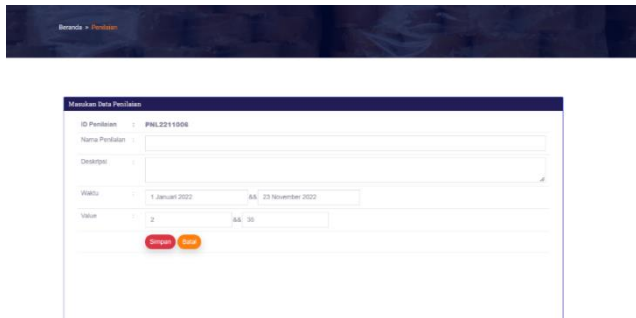 Beranda > Penilaian
Masukan Data Penilaian
ID Penilaian : PNL2211006
Nama Penilaian :
Deskripsi :
Waktu : 1 Januari 2022 && 23 November 2022
Value : 2 && 30
Simpan Batal